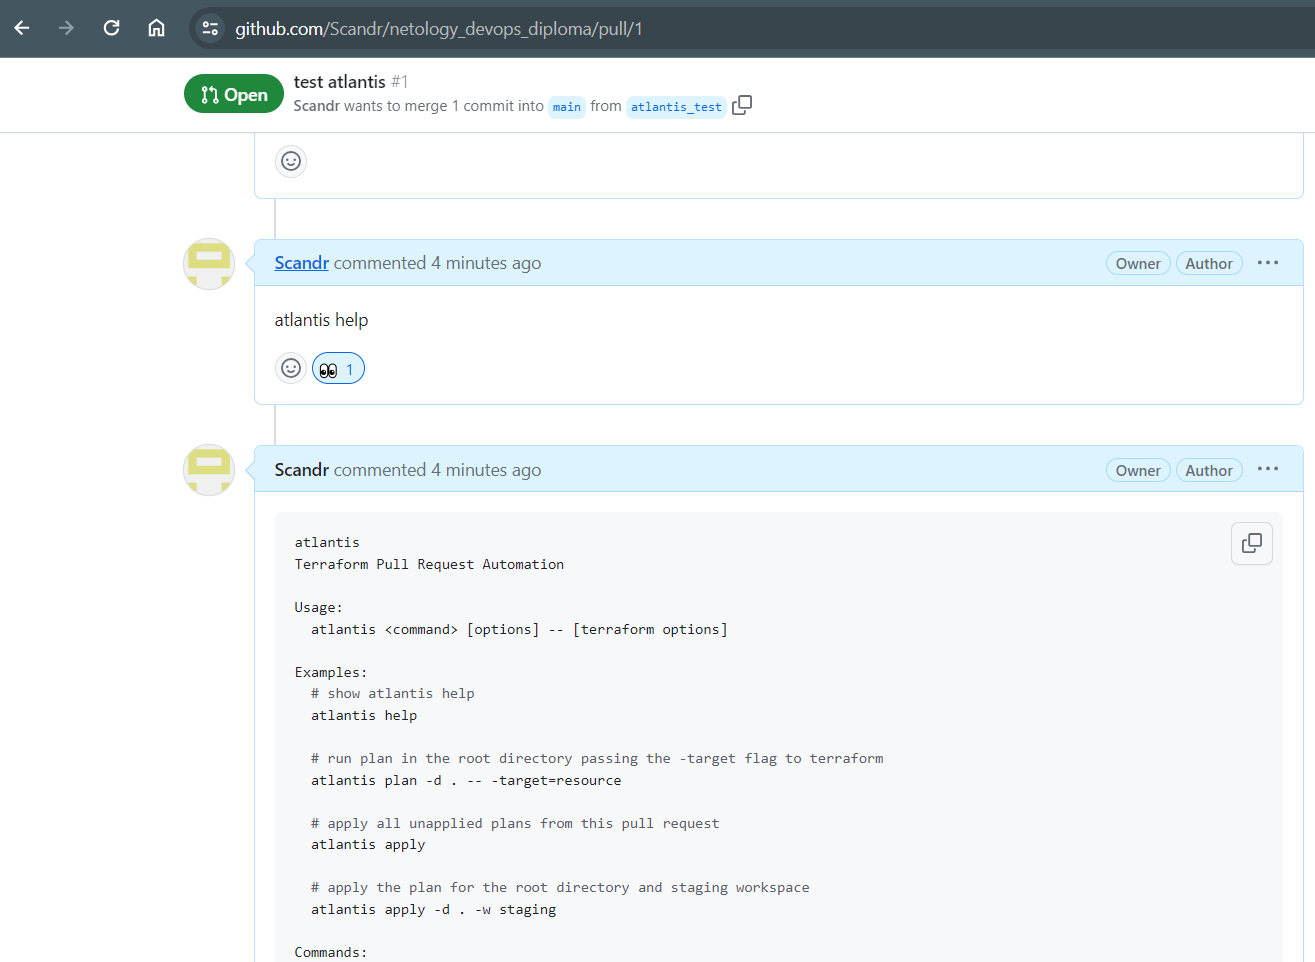 github.com/Scandr/netology_devops_diploma/pull/1
Open
test atlantis #1
Scandr wants to merge 1 commit into main from atlantis_test
Scandr commented 4 minutes ago
Owner
Author
atlantis help
1
Scandr commented 4 minutes ago
Owner
Author
atlantis
Terraform Pull Request Automation
Usage:
atlantis <command> [options] -- [terraform options]
Examples:
# show atlantis help
atlantis help
# run plan in the root directory passing the -target flag to terraform
atlantis plan -d . -- -target=resource
# apply all unapplied plans from this pull request
atlantis apply
# apply the plan for the root directory and staging workspace
atlantis apply -d . -w staging
Commands: